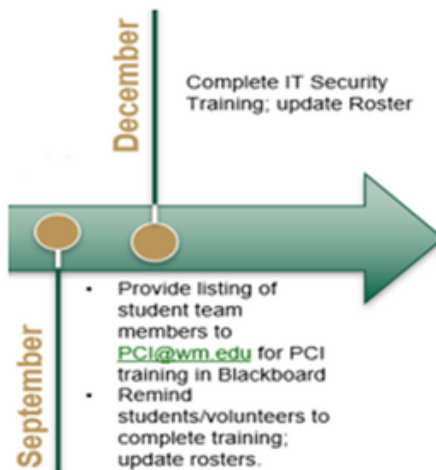 December
Complete IT Security
Training; update Roster
September
• Provide listing of
student team
members to
PCI@wm.edu for PCI
training in Blackboard
• Remind
students/volunteers to
complete training;
update rosters.